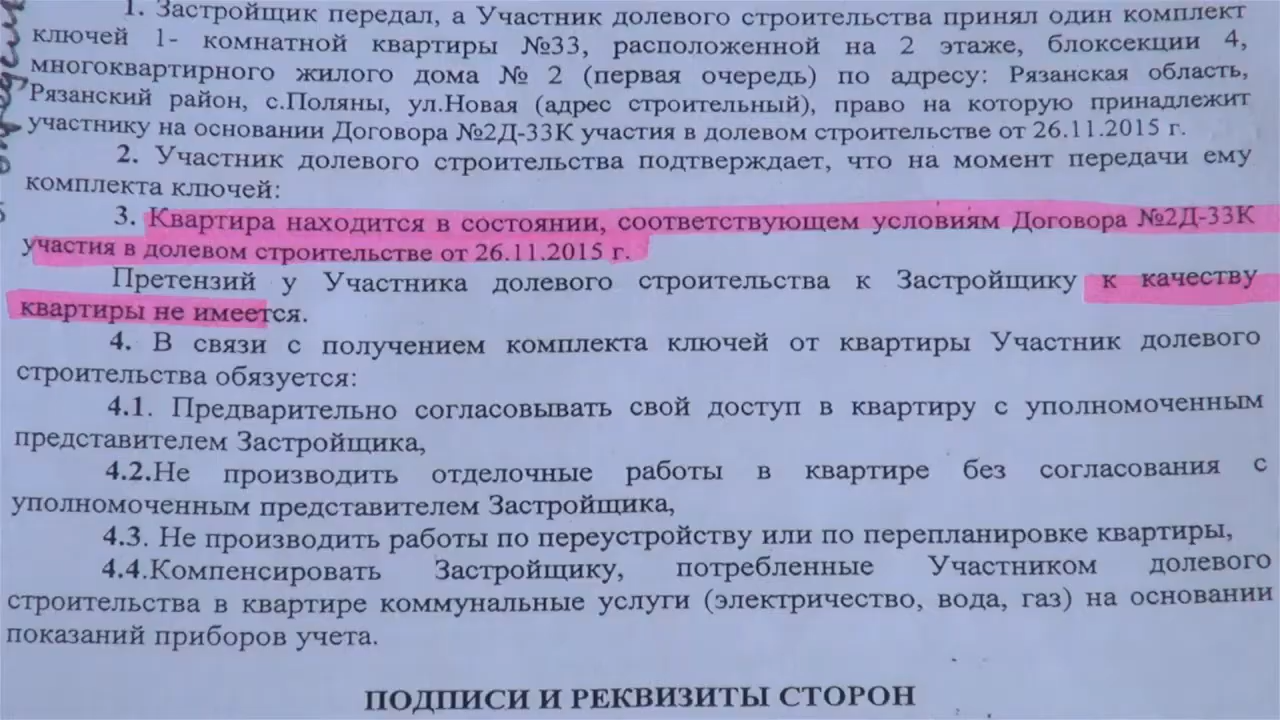 1. Застройщик передал, а Участник долевого строительства принял один комплект
ключей 1- комнатной квартиры №33, расположенной на 2 этаже, блоксекции 4,
многоквартирного жилого дома № 2 (первая очередь) по адресу: Рязанская область,
Рязанский район, с.Поляны, ул.Новая (адрес строительный), право на которую принадлежит
участнику на основании Договора №2Д-33К участия в долевом строительстве от 26.11.2015 г.
2. Участник долевого строительства подтверждает, что на момент передачи ему
комплекта ключей:
3. Квартира находится в состоянии, соответствующем условиям Договора №2Д-33К
участия в долевом строительстве от 26.11.2015 г.
Претензий у Участника долевого строительства к Застройщику к качеству
квартиры не имеется.
4. В связи с получением комплекта ключей от квартиры Участник долевого
строительства обязуется:
4.1. Предварительно согласовывать свой доступ в квартиру с уполномоченным
представителем Застройщика,
4.2.Не производить отделочные работы в квартире без согласования с
уполномоченным представителем Застройщика,
4.3. Не производить работы по переустройству или по перепланировке квартиры,
4.4.Компенсировать Застройщику, потребленные Участником долевого
строительства в квартире коммунальные услуги (электричество, вода, газ) на основании
показаний приборов учета.
ПОДПИСИ И РЕКВИЗИТЫ СТОРОН